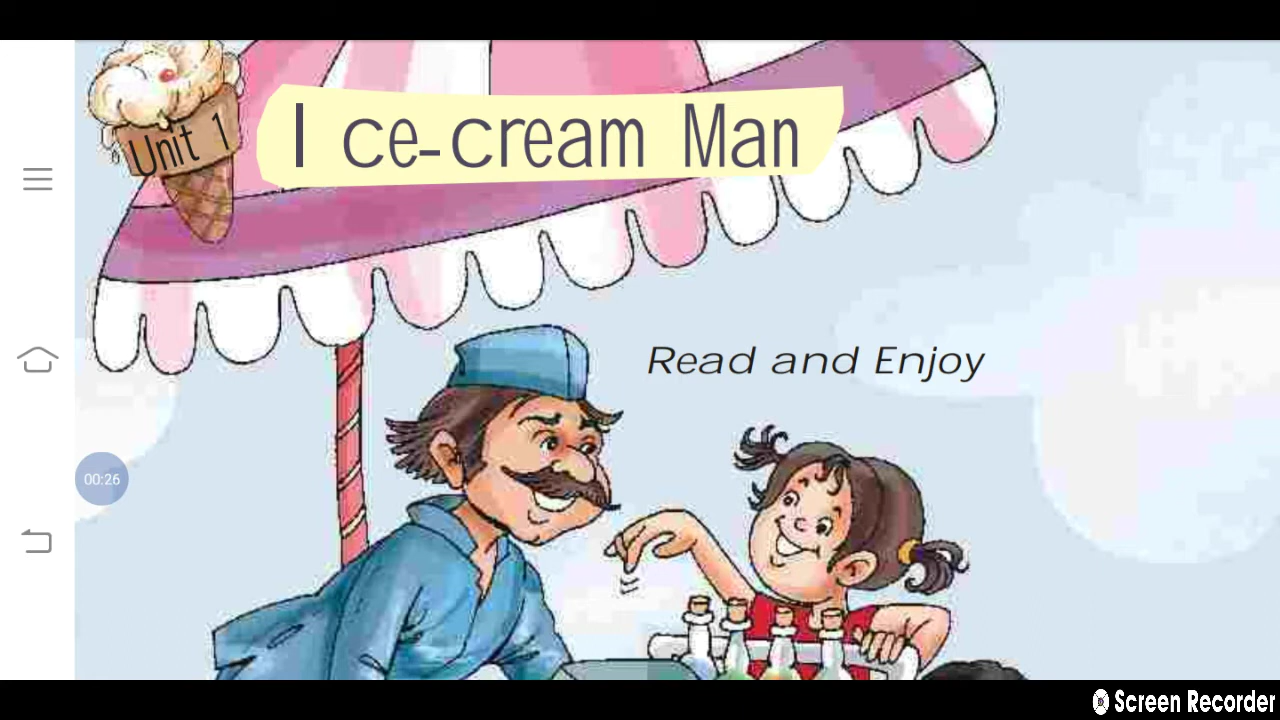 Unit 1
I ce-cream Man
Read and Enjoy
00:26
Screen Recorder